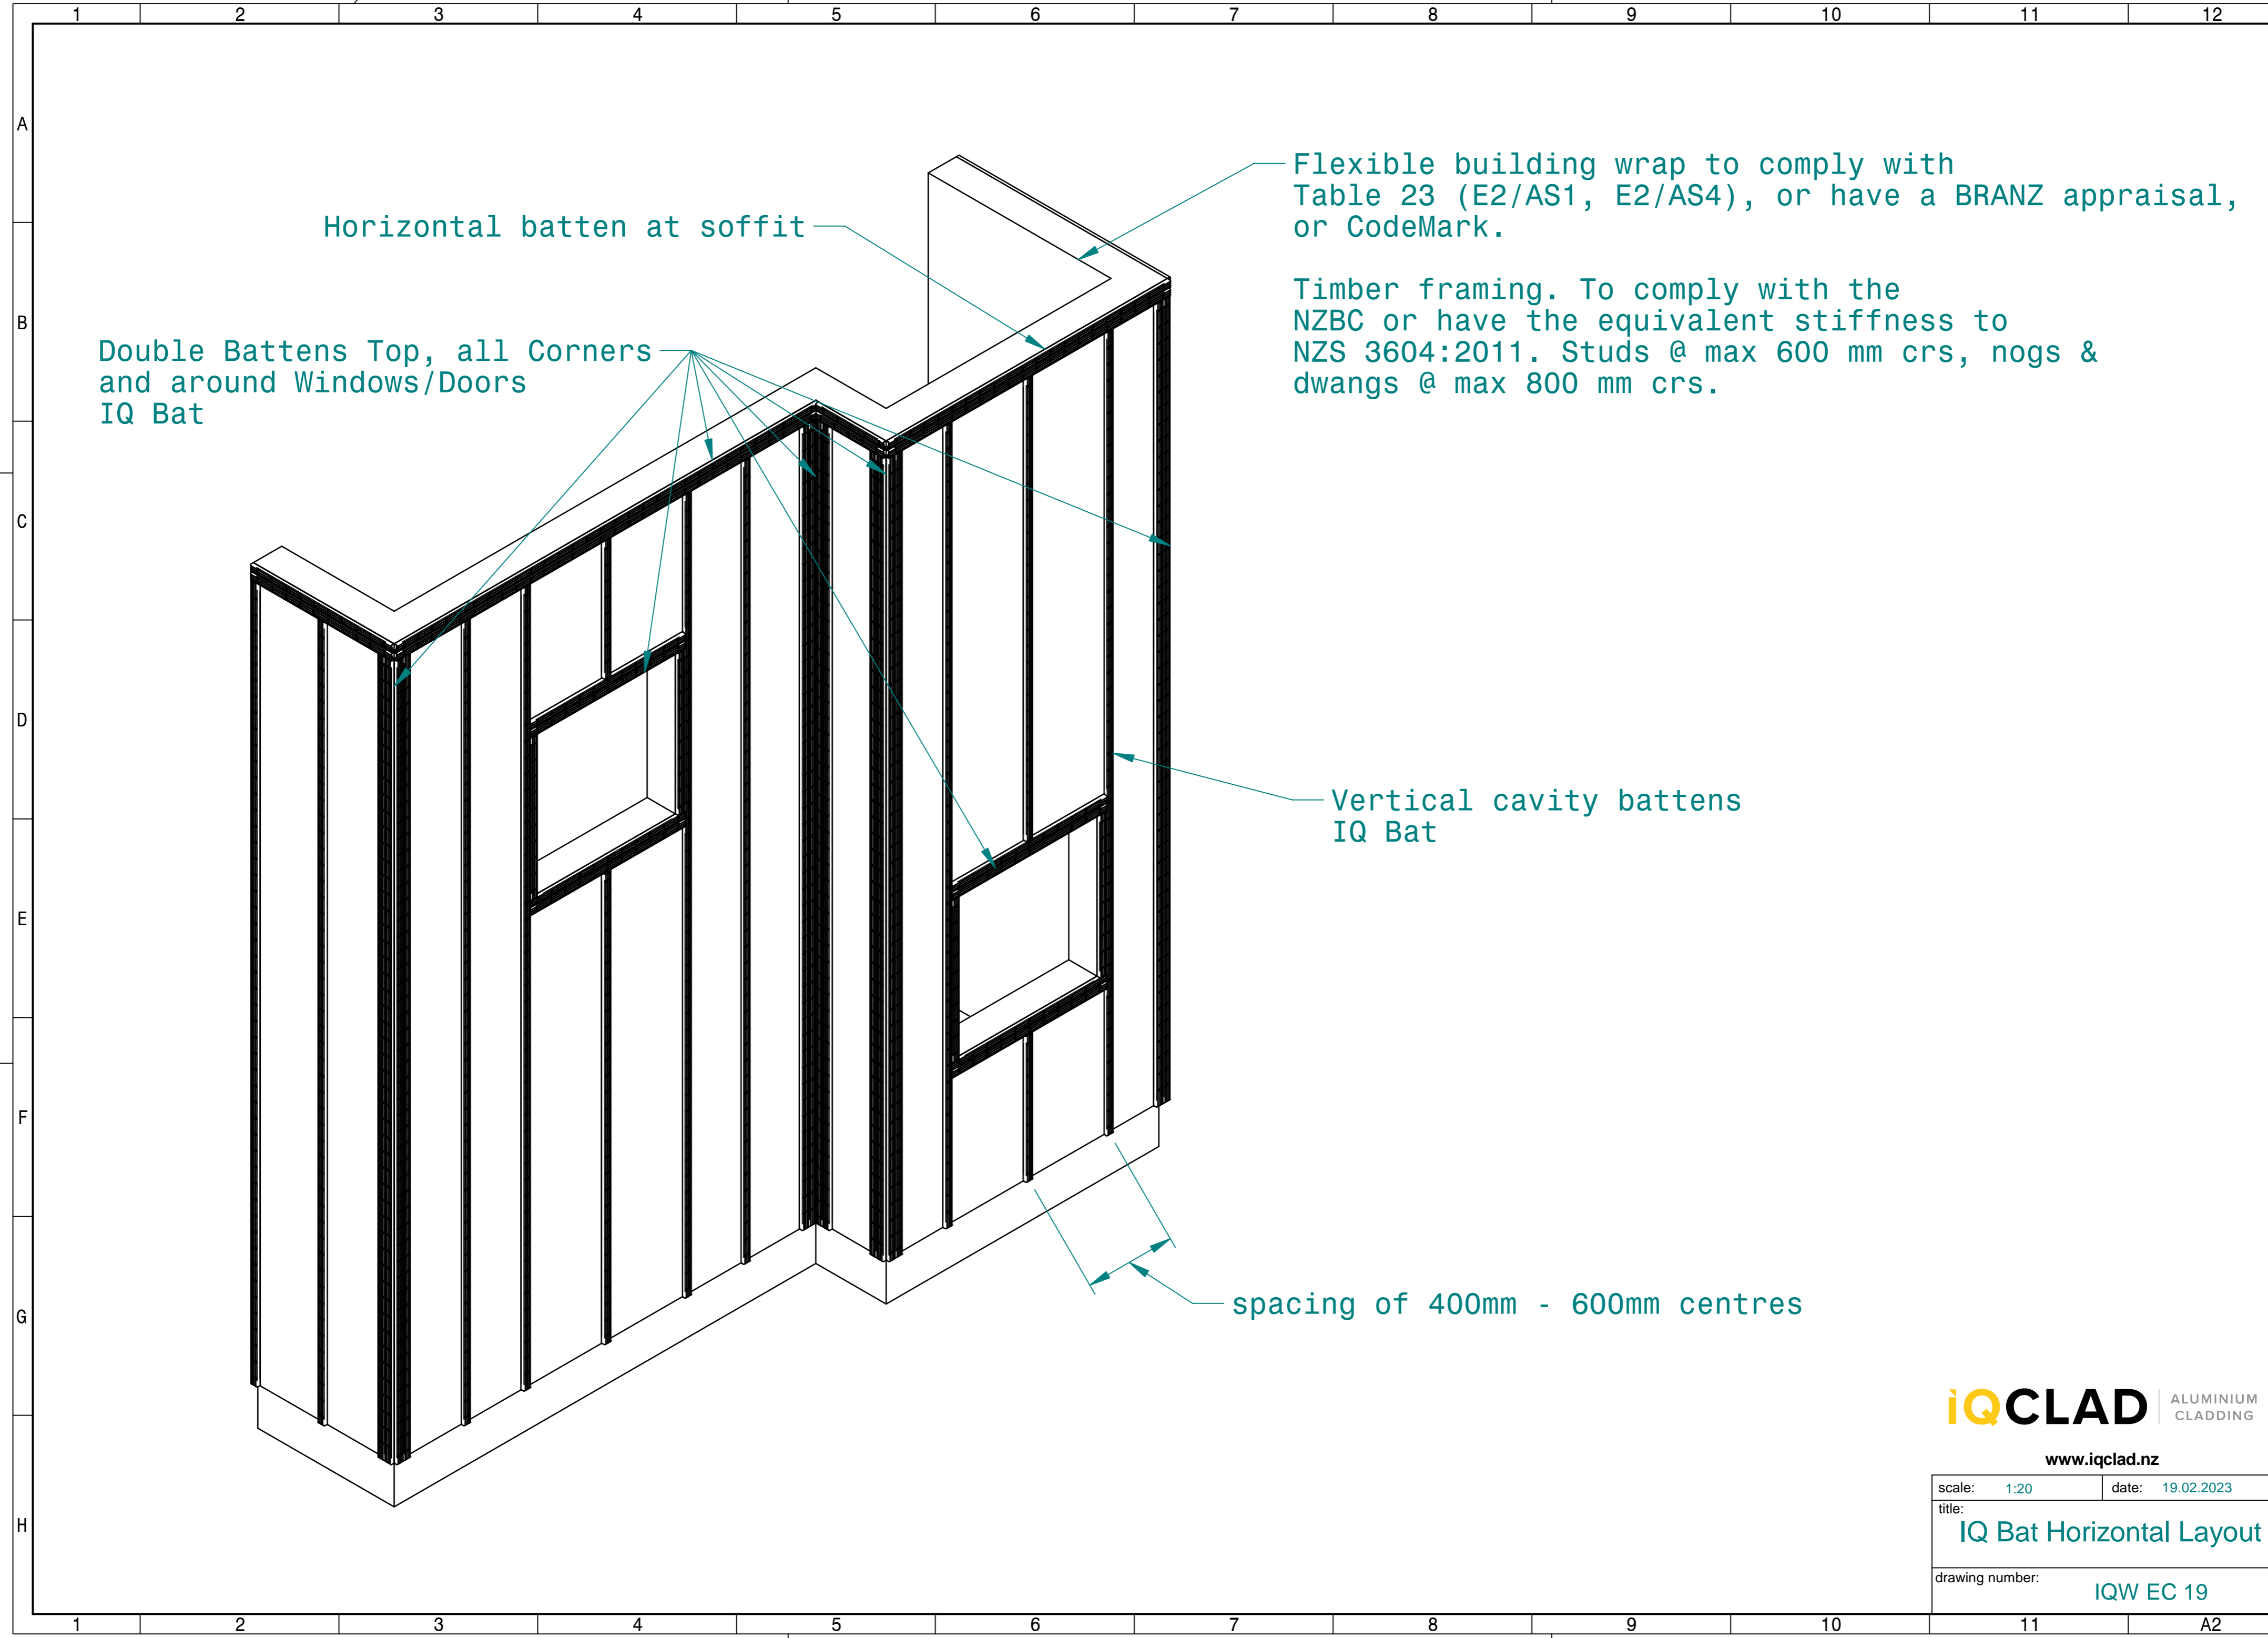 1 2 3 4 5 6 7 8 9 10 11 12
A
B
C
D
E
F
G
H
Flexible building wrap to comply with
Table 23 (E2/AS1, E2/AS4), or have a BRANZ appraisal,
or CodeMark.
Horizontal batten at soffit
Timber framing. To comply with the
NZBC or have the equivalent stiffness to
NZS 3604:2011. Studs @ max 600 mm crs, nogs &
dwangs @ max 800 mm crs.
Double Battens Top, all Corners
and around Windows/Doors
IQ Bat
Vertical cavity battens
IQ Bat
spacing of 400mm - 600mm centres
iQCLAD ALUMINIUM
CLADDING
www.iqclad.nz
scale: 1:20 date: 19.02.2023
title:
IQ Bat Horizontal Layout
drawing number:
IQW EC 19
1 2 3 4 5 6 7 8 9 10 11 A2